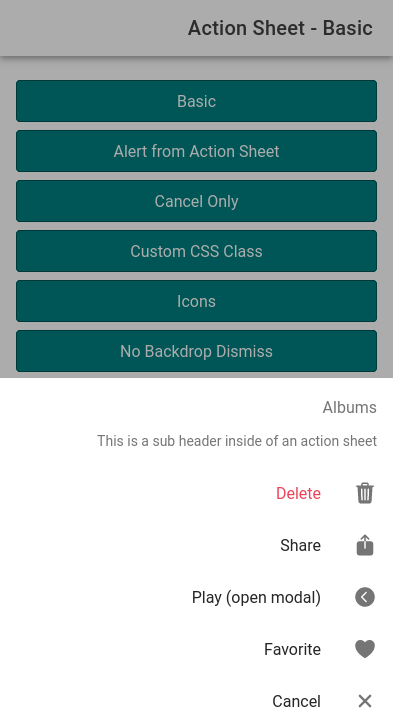 Action Sheet - Basic
Basic
Alert from Action Sheet
Cancel Only
Custom CSS Class
Icons
No Backdrop Dismiss
Albums
This is a sub header inside of an action sheet
Delete
Share
Play (open modal)
Favorite
Cancel